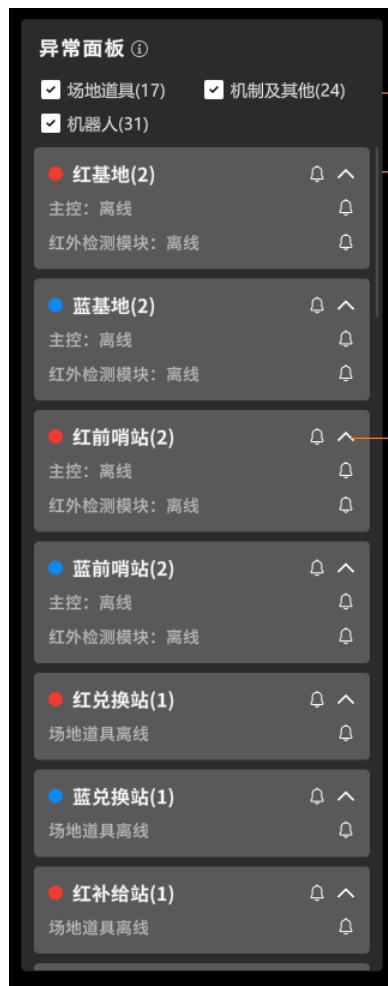 异常面板
场地道具(17) 机制及其他(24)
机器人(31)
红基地(2)
主控：离线
红外检测模块：离线
蓝基地(2)
主控：离线
红外检测模块：离线
红前哨站(2)
主控：离线
红外检测模块：离线
蓝前哨站(2)
主控：离线
红外检测模块：离线
红兑换站(1)
场地道具离线
蓝兑换站(1)
场地道具离线
红补给站(1)
场地道具离线